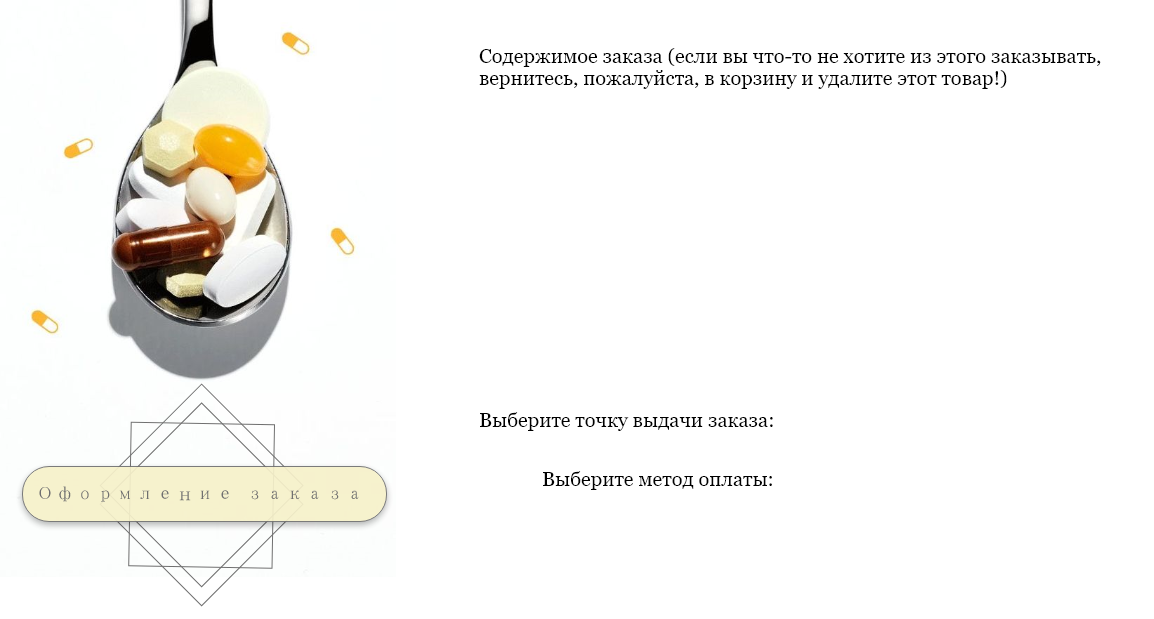 Содержимое заказа (если вы что-то не хотите из этого заказывать,
вернитесь, пожалуйста, в корзину и удалите этот товар!)
Выберите точку выдачи заказа:
Выберите метод оплаты:
Оформление заказа